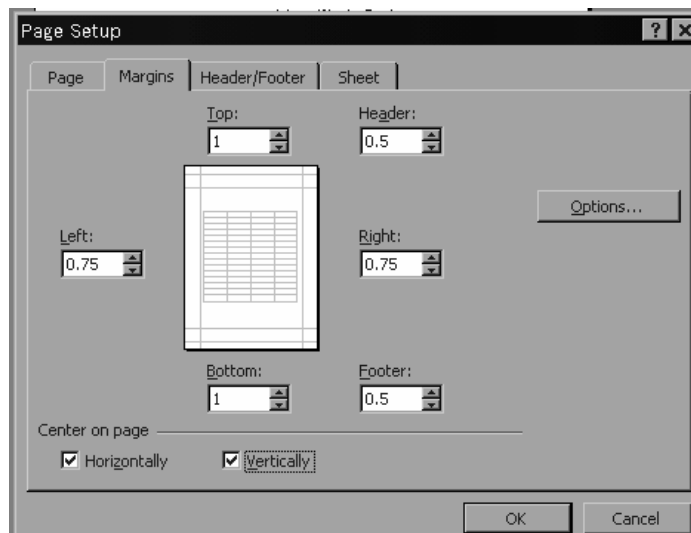 Page Setup
Page Margins Header/Footer Sheet
Top: Header:
1 0.5
Options...
Left: Right:
0.75 0.75
Bottom: Footer:
1 0.5
Center on page
Horizontally Vertically
OK Cancel